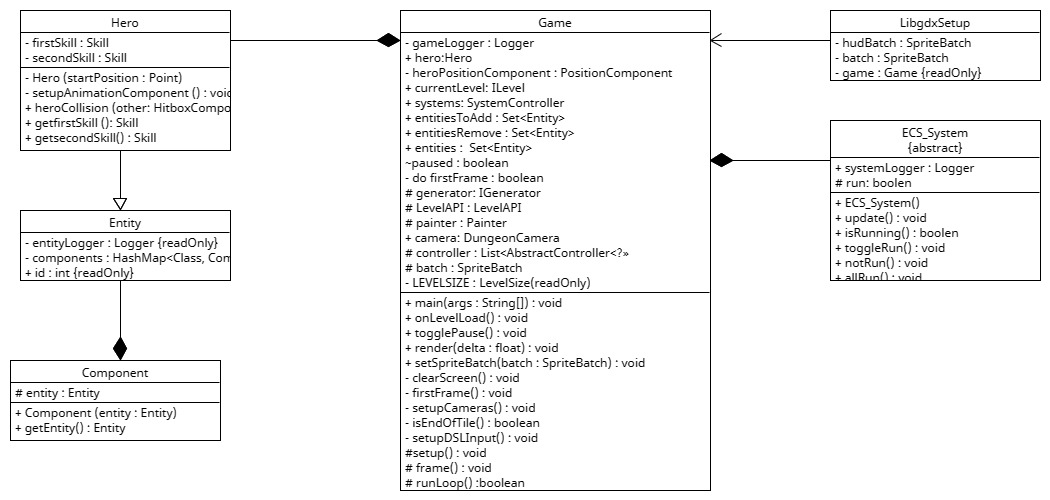 Hero
- firstSkill : Skill
- secondSkill : Skill
- Hero (startPosition : Point)
- setupAnimationComponent () : voi
+ heroCollision (other: HitboxCompo
+ getfirstSkill (): Skill
+ getsecondSkill() : Skill
Entity
- entityLogger : Logger {readOnly}
- components : HashMap<Class, Com
+ id : int {readOnly}
Component
# entity : Entity
+ Component (entity : Entity)
+ getEntity() : Entity
Game
- gameLogger : Logger
+ hero:Hero
- heroPositionComponent : PositionComponent
+ currentLevel: ILevel
+ systems: SystemController
+ entitiesToAdd : Set<Entity>
+ entitiesRemove : Set<Entity>
+ entities :  Set<Entity>
~paused : boolean
- do firstFrame : boolean
# generator: IGenerator
# LevelAPI : LevelAPI
# painter : Painter
+ camera: DungeonCamera
# controller : List<AbstractController<?»
# batch : SpriteBatch
- LEVELSIZE : LevelSize(readOnly)
+ main(args : String[]) : void
+ onLevelLoad() : void
+ togglePause() : void
+ render(delta : float) : void
+ setSpriteBatch(batch : SpriteBatch) : void
- clearScreen() : void
- firstFrame() : void
- setupCameras() : void
- isEndOfTile() : boolean
- setupDSLInput() : void
#setup() : void
# frame() : void
# runLoop() :boolean
LibgdxSetup
- hudBatch : SpriteBatch
- batch : SpriteBatch
- game : Game {readOnly}
ECS_System
{abstract}
+ systemLogger : Logger
# run: boolen
+ ECS_System()
+ update() : void
+ isRunning() : boolen
+ toggleRun() : void
+ notRun() : void
+ allRun() : void